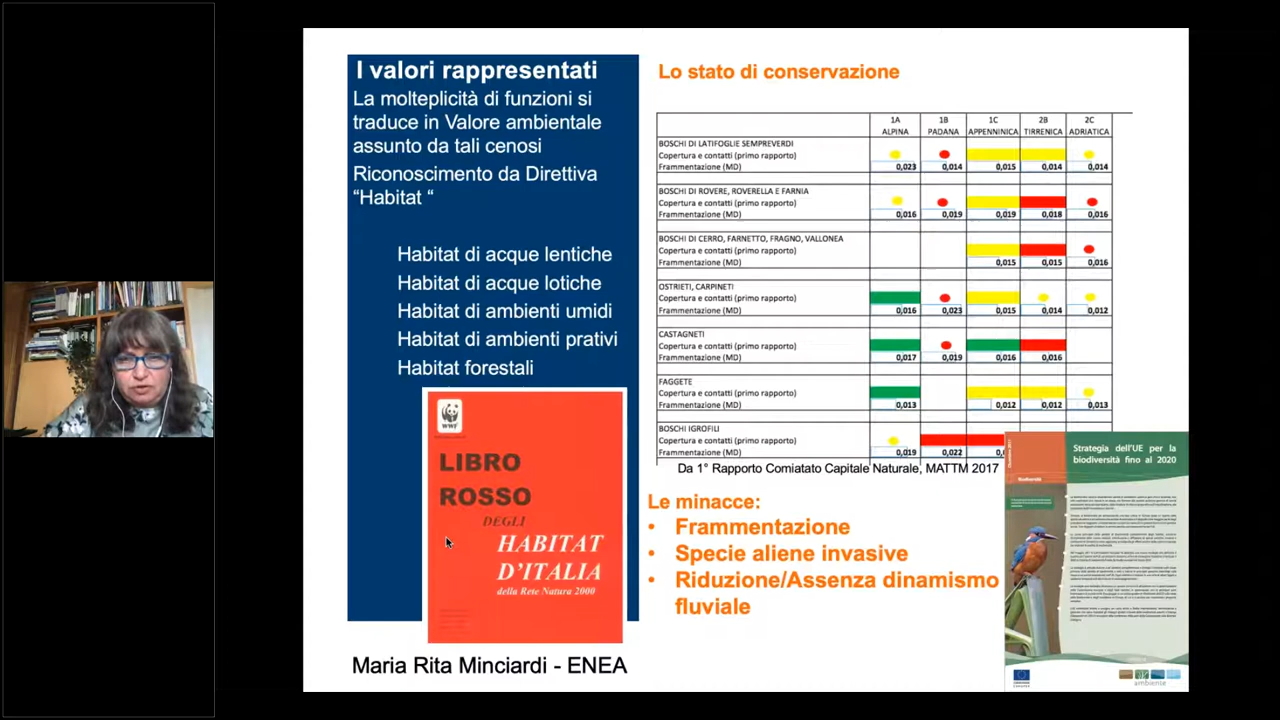 I valori rappresentati
La molteplicità di funzioni si
traduce in Valore ambientale
assunto da tali cenosi
Riconoscimento da Direttiva
“Habitat “
Habitat di acque lentiche
Habitat di acque lotiche
Habitat di ambienti umidi
Habitat di ambienti prativi
Habitat forestali
WWF
LIBRO
ROSSO
DEGLI
HABITAT
D'ITALIA
della Rete Natura 2000
Maria Rita Minciardi - ENEA
Lo stato di conservazione
1A 1B 1C 2B 2C
ALPINA PADANA APPENNINICA TIRRENICA ADRIATICA
BOSCHI DI LATIFOGLIE SEMPREVERDI
Copertura e contatti (primo rapporto)
Frammentazione (MD) 0,023 0,014 0,015 0,014 0,014
BOSCHI DI ROVERE, ROVERELLA E FARNIA
Copertura e contatti (primo rapporto)
Frammentazione (MD) 0,016 0,019 0,019 0,018 0,016
BOSCHI DI CERRO, FARNETTO, FRAGNO, VALLONEA
Copertura e contatti (primo rapporto)
Frammentazione (MD) 0,015 0,015 0,016
OSTRIETI, CARPINETI
Copertura e contatti (primo rapporto)
Frammentazione (MD) 0,016 0,023 0,015 0,014 0,012
CASTAGNETI
Copertura e contatti (primo rapporto)
Frammentazione (MD) 0,017 0,019 0,016 0,016
FAGGETE
Copertura e contatti (primo rapporto)
Frammentazione (MD) 0,013 0,012 0,012 0,013
BOSCHI IGROFILI
Copertura e contatti (primo rapporto)
Frammentazione (MD) 0,019 0,022
Da 1° Rapporto Comiatato Capitale Naturale, MATTM 2017
Le minacce:
• Frammentazione
• Specie aliene invasive
• Riduzione/Assenza dinamismo
fluviale
Strategia dell'UE per la
biodiversità fino al 2020
Biodiversità
ambiente